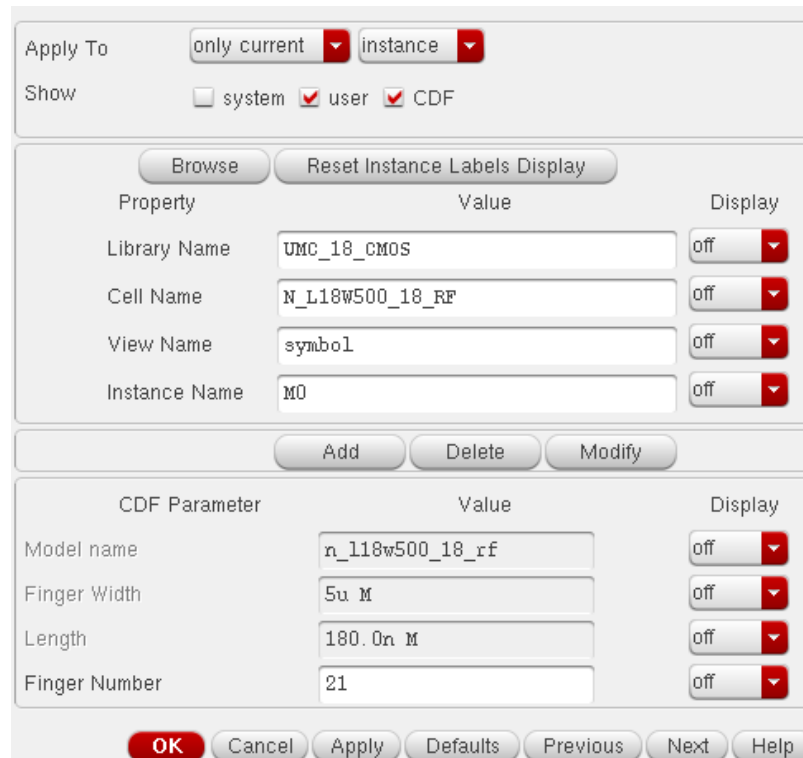 Apply To only current instance
Show system user CDF
Browse Reset Instance Labels Display
Property Value Display
Library Name UMC_18_CMOS off
Cell Name N_L18W500_18_RF off
View Name symbol off
Instance Name M0 off
Add Delete Modify
CDF Parameter Value Display
Model name n_l18w500_18_rf off
Finger Width 5u M off
Length 180.0n M off
Finger Number 21 off
OK Cancel Apply Defaults Previous Next Help